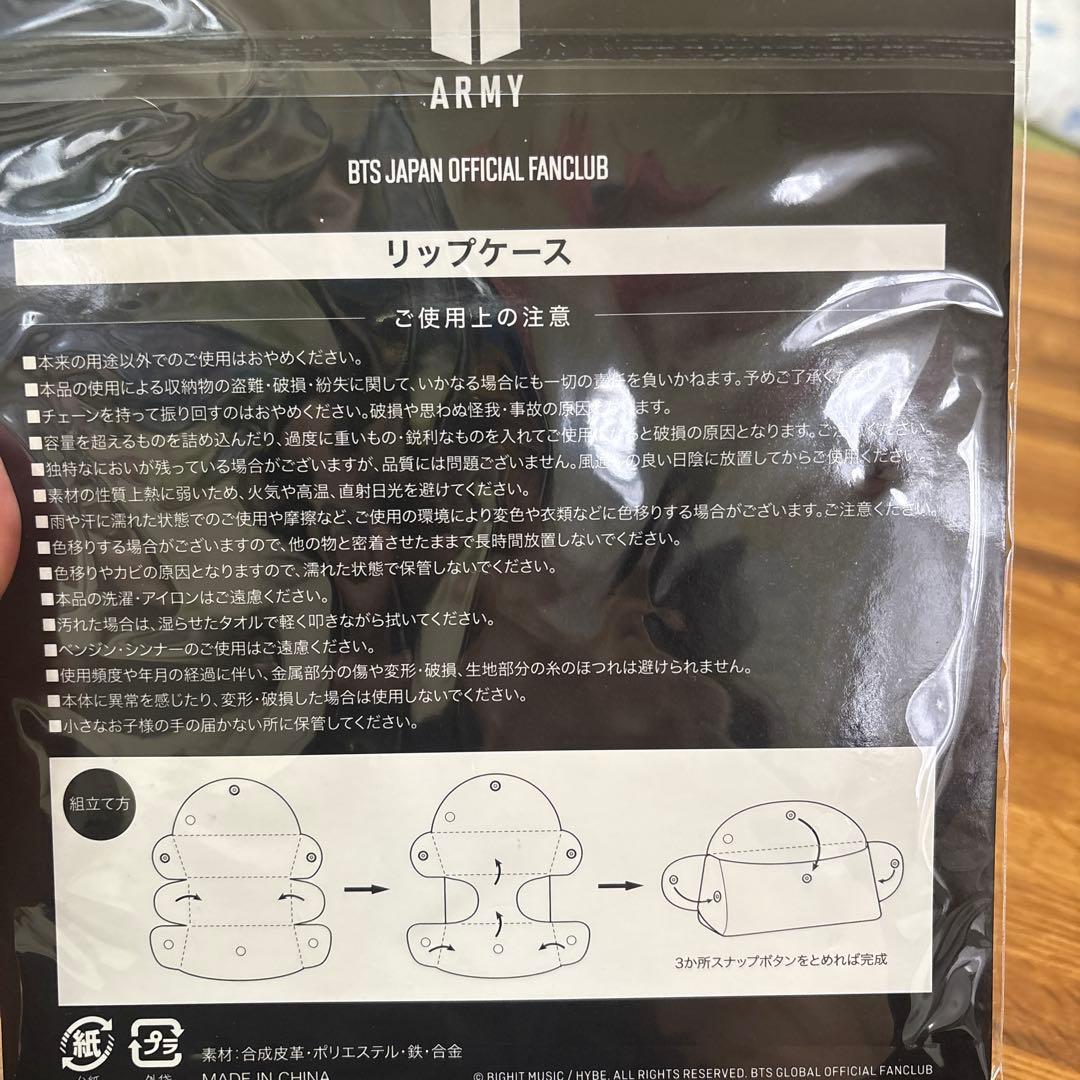 ARMY
BTS JAPAN OFFICIAL FANCLUB
リップケース
ご使用上の注意
■本来の用途以外でのご使用はおやめください。
■本品の使用による収納物の盗難・破損・紛失に関して、いかなる場合にも一切の責任を負いかねます。予めご了承ください。
■チェーンを持って振り回すのはおやめください。破損や思わぬ怪我・事故の原因となります。
■容量を超えるものを詰め込んだり、過度に重いもの・鋭利なものを入れてご使用になると破損の原因となります。ご注意ください。
■独特なにおいが残っている場合がございますが、品質には問題ございません。風通しの良い日陰に放置してからご使用ください。
■素材の性質上熱に弱いため、火気や高温、直射日光を避けてください。
■雨や汗に濡れた状態でのご使用や摩擦など、ご使用の環境により変色や衣類などに色移りする場合がございます。ご注意ください。
■色移りする場合がございますので、他の物と密着させたままで長時間放置しないでください。
■色移りやカビの原因となりますので、濡れた状態で保管しないでください。
■本品の洗濯・アイロンはご遠慮ください。
■汚れた場合は、湿らせたタオルで軽く叩きながら拭いてください。
■ベンジン・シンナーのご使用はご遠慮ください。
■使用頻度や年月の経過に伴い、金属部分の傷や変形・破損、生地部分の糸のほつれは避けられません。
■本体に異常を感じたり、変形・破損した場合は使用しないでください。
■小さなお子様の手の届かない所に保管してください。
組立て方
3か所スナップボタンをとめれば完成
紙 プラ 素材:合成皮革・ポリエステル・鉄・合金
台紙 外袋 MADE IN CHINA
© BIGHIT MUSIC / HYBE. ALL RIGHTS RESERVED. BTS GLOBAL OFFICIAL FANCLUB